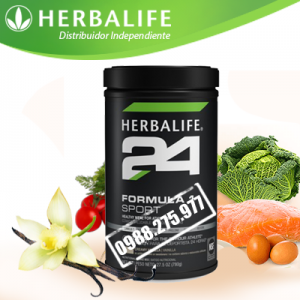 HERBALIFE
Distribuidor Independiente
HERBALIFE
24
FORMULA 1
SPORT
0988.275.977